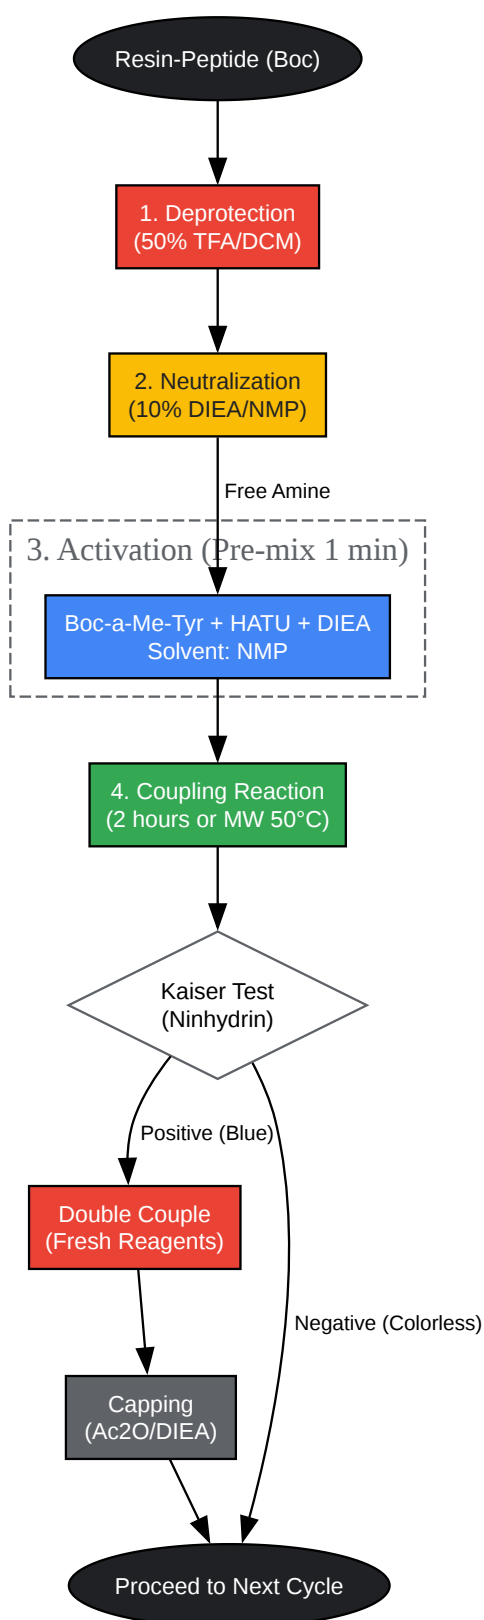 Resin-Peptide (Boc)
1. Deprotection
(50% TFA/DCM)
2. Neutralization
(10% DIEA/NMP)
Free Amine
3. Activation (Pre-mix 1 min)
Boc-a-Me-Tyr + HATU + DIEA
Solvent: NMP
4. Coupling Reaction
(2 hours or MW 50°C)
Kaiser Test
(Ninhydrin)
Positive (Blue)
Double Couple
(Fresh Reagents)
Negative (Colorless)
Capping
(Ac2O/DIEA)
Proceed to Next Cycle